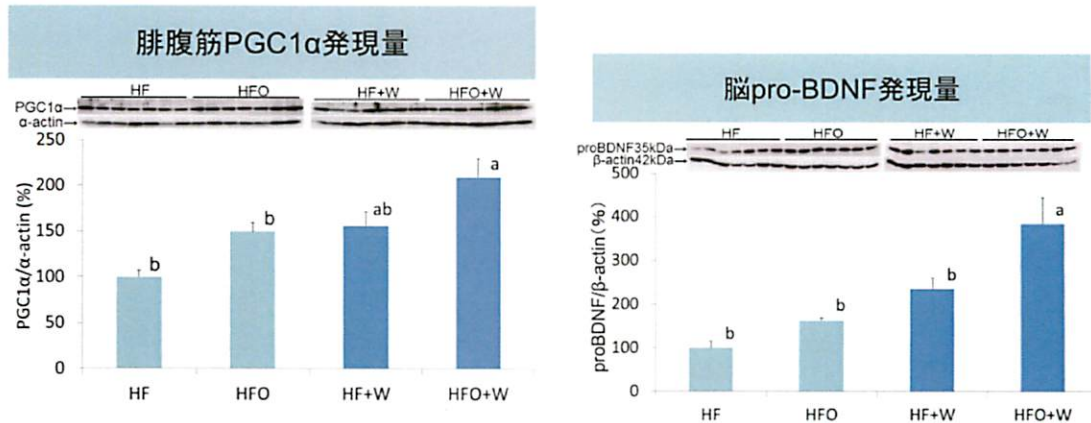 腓腹筋PGC1α発現量
HF HFO HF+W HFO+W
PGC1α→
α-actin→
PGC1α/α-actin (%)
250
200
150
100
50
0
b
b
ab
a
HF HFO HF+W HFO+W
脳pro-BDNF発現量
HF HFO HF+W HFO+W
proBDNF35kDa→
β-actin42kDa→
proBDNF/β-actin(%)
500
400
300
200
100
0
b
b
b
a
HF HFO HF+W HFO+W